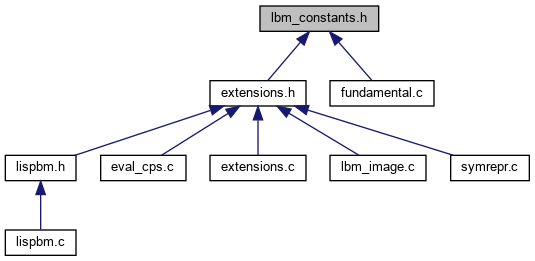 lbm_constants.h
extensions.h
fundamental.c
lispbm.h
eval_cps.c
extensions.c
lbm_image.c
symrepr.c
lispbm.c